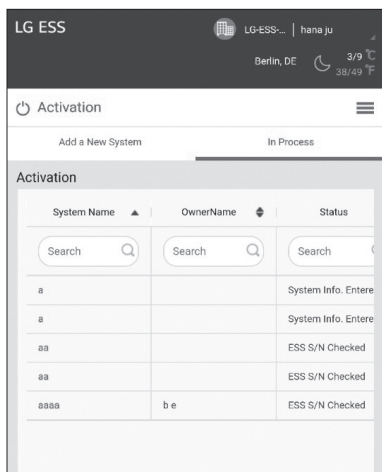 LG ESS
LG-ESS-... | hana ju
Berlin, DE 3/9 °C
38/49 °F
Activation
Add a New System In Process
Activation
System Name ▲ OwnerName Status
Search Search Search
a System Info. Entere
a System Info. Entere
aa ESS S/N Checked
aa ESS S/N Checked
aaaa b e ESS S/N Checked